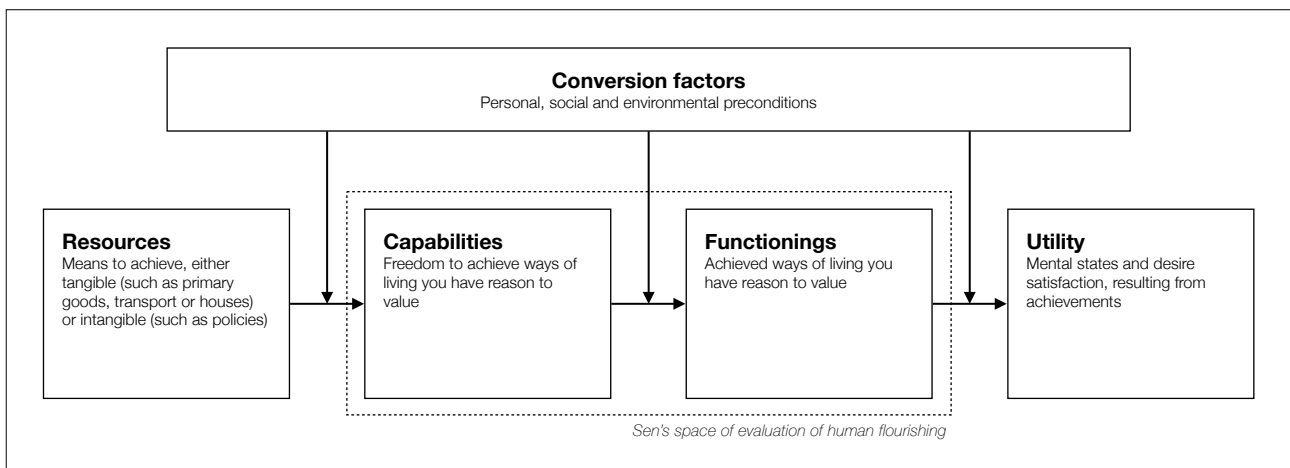 Conversion factors
Personal, social and environmental preconditions
Resources
Means to achieve, either
tangible (such as primary
goods, transport or houses)
or intangible (such as policies)
Capabilities
Freedom to achieve ways of
living you have reason to
value
Functionings
Achieved ways of living you
have reason to value
Utility
Mental states and desire
satisfaction, resulting from
achievements
Sen's space of evaluation of human flourishing